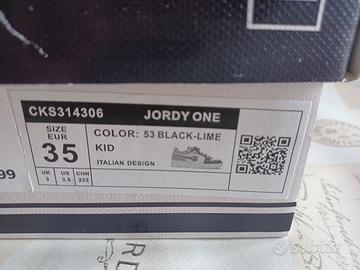 CKS314306 JORDY ONE
SIZE
EUR
35
COLOR: 53 BLACK-LIME
KID
ITALIAN DESIGN
UK US CHN
3 3.5 233
99